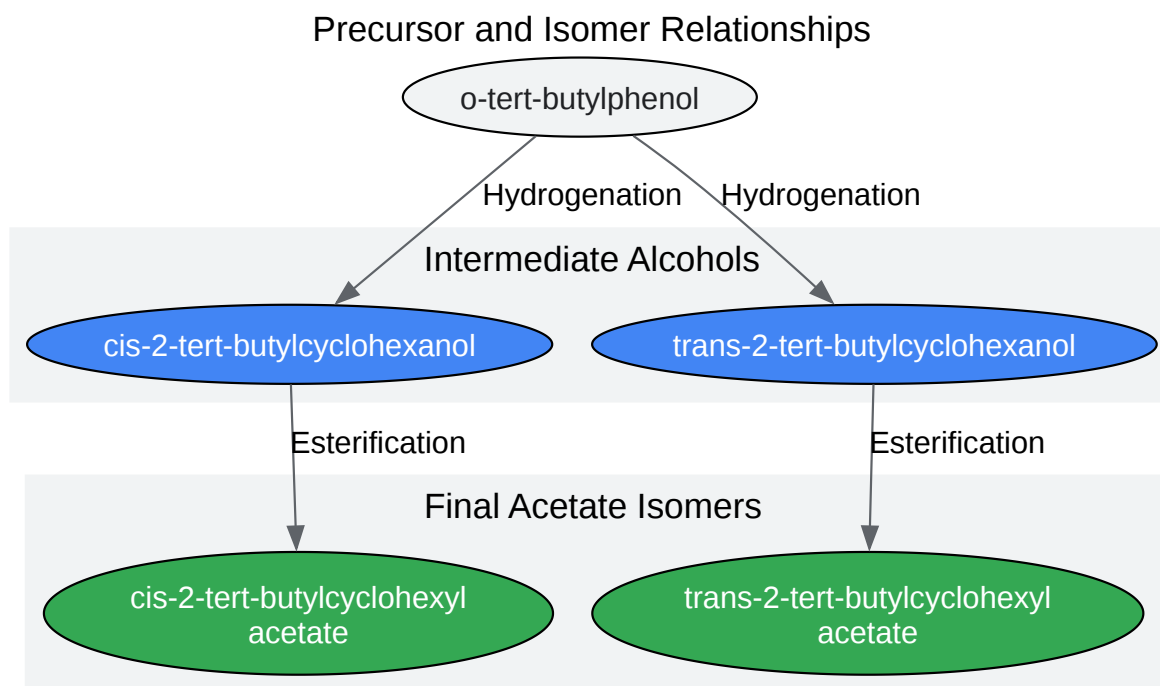 Precursor and Isomer Relationships
o-tert-butylphenol
Hydrogenation
Hydrogenation
Intermediate Alcohols
cis-2-tert-butylcyclohexanol
trans-2-tert-butylcyclohexanol
Esterification
Esterification
Final Acetate Isomers
cis-2-tert-butylcyclohexyl
acetate
trans-2-tert-butylcyclohexyl
acetate